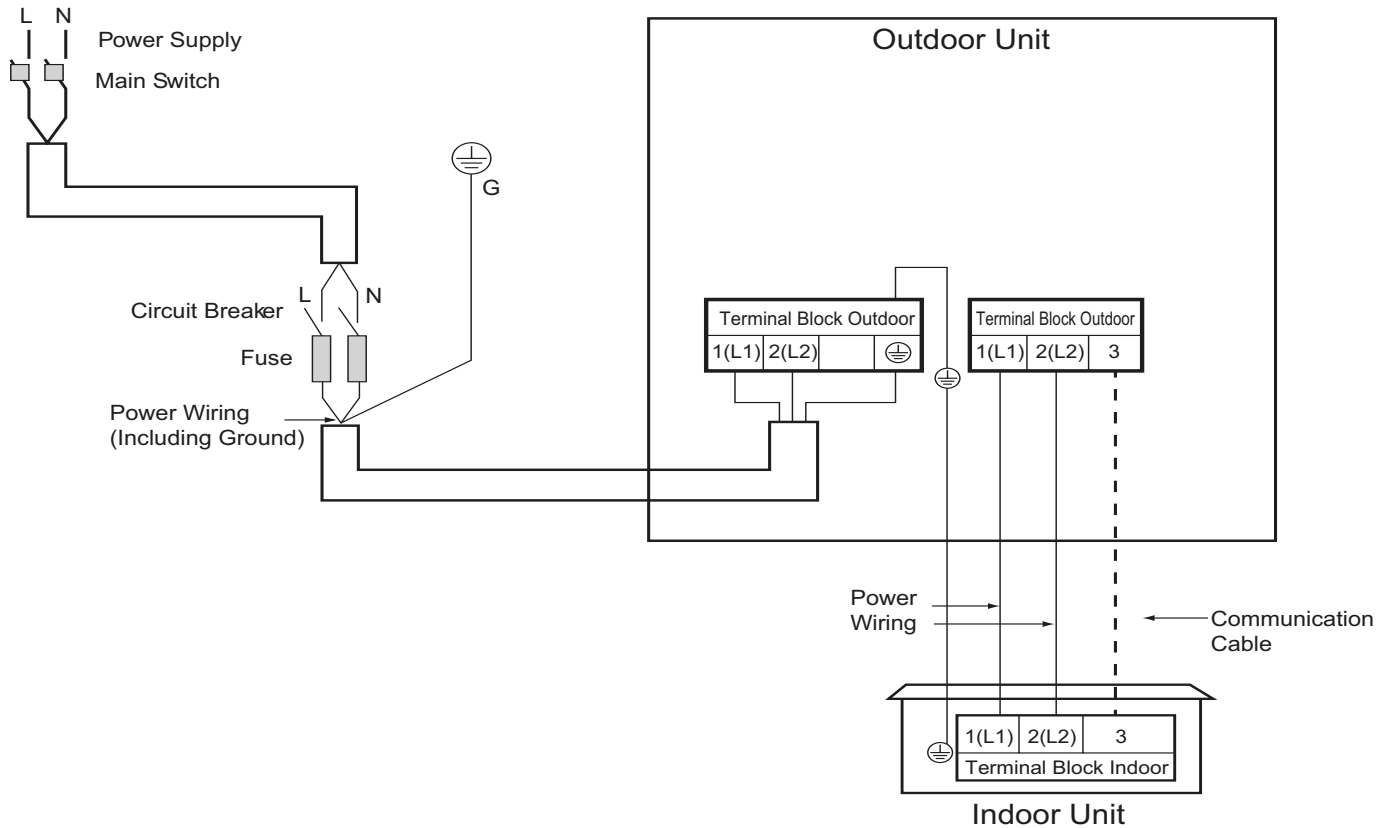 L N
Power Supply
Main Switch
Outdoor Unit
G
Circuit Breaker
L N
Fuse
Power Wiring
(Including Ground)
Terminal Block Outdoor
1(L1) 2(L2)
Terminal Block Outdoor
1(L1) 2(L2) 3
Power
Wiring
Communication
Cable
1(L1) 2(L2) 3
Terminal Block Indoor
Indoor Unit